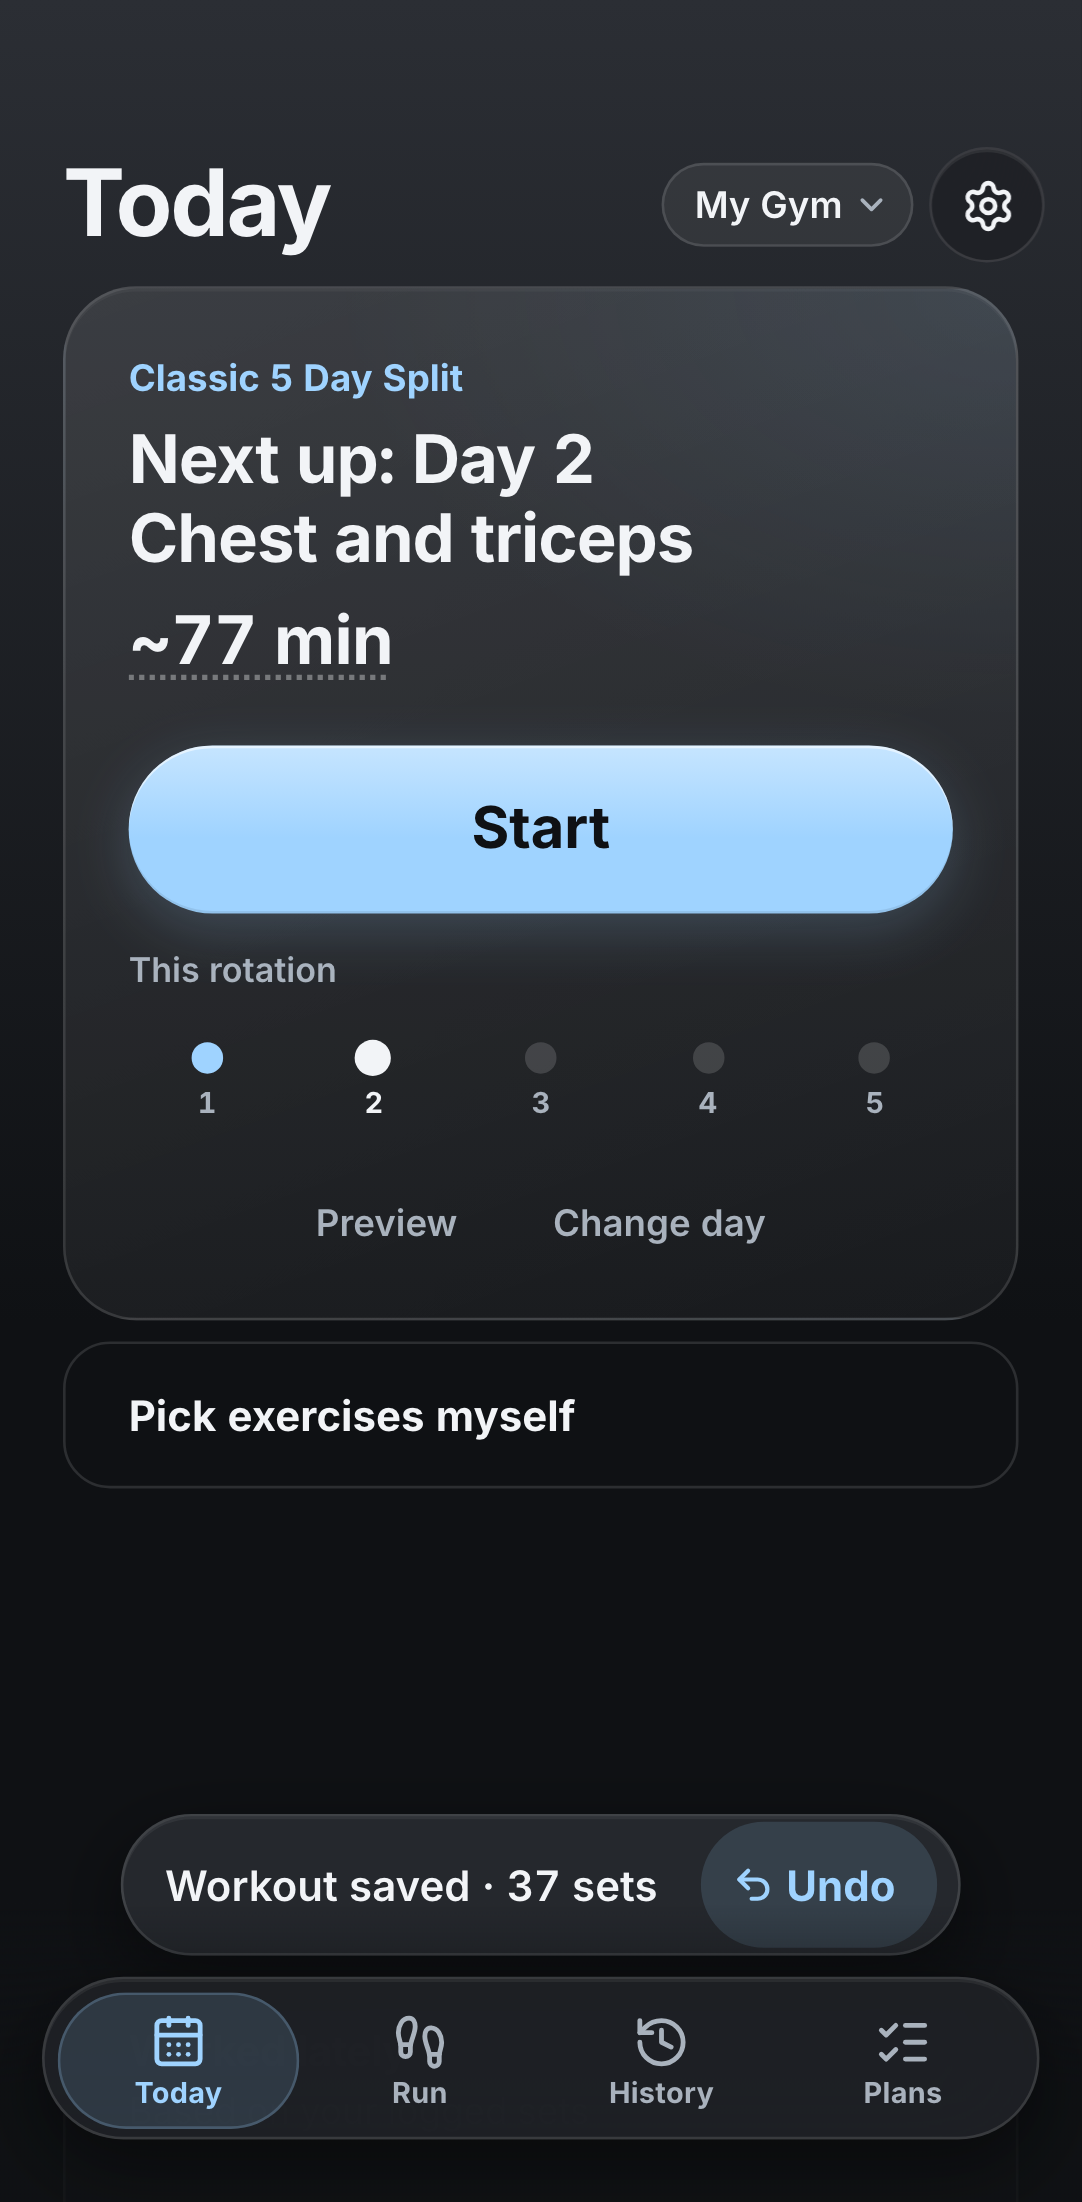 Today
My Gym
Classic 5 Day Split
Next up: Day 2
Chest and triceps
~77 min
Start
This rotation
1 2 3 4 5
Preview Change day
Pick exercises myself
Workout saved · 37 sets Undo
Today Run History Plans